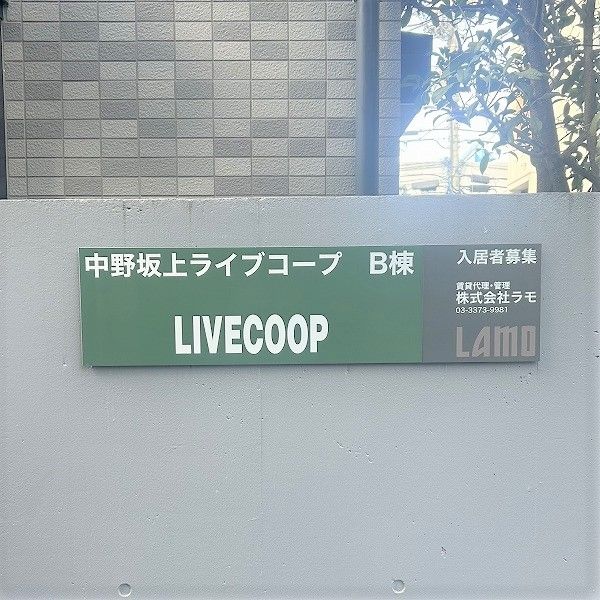 中野坂上ライブコープ　B棟
LIVECOOP
入居者募集
賃貸代理・管理
株式会社ラモ
03-3373-9981
LAMO